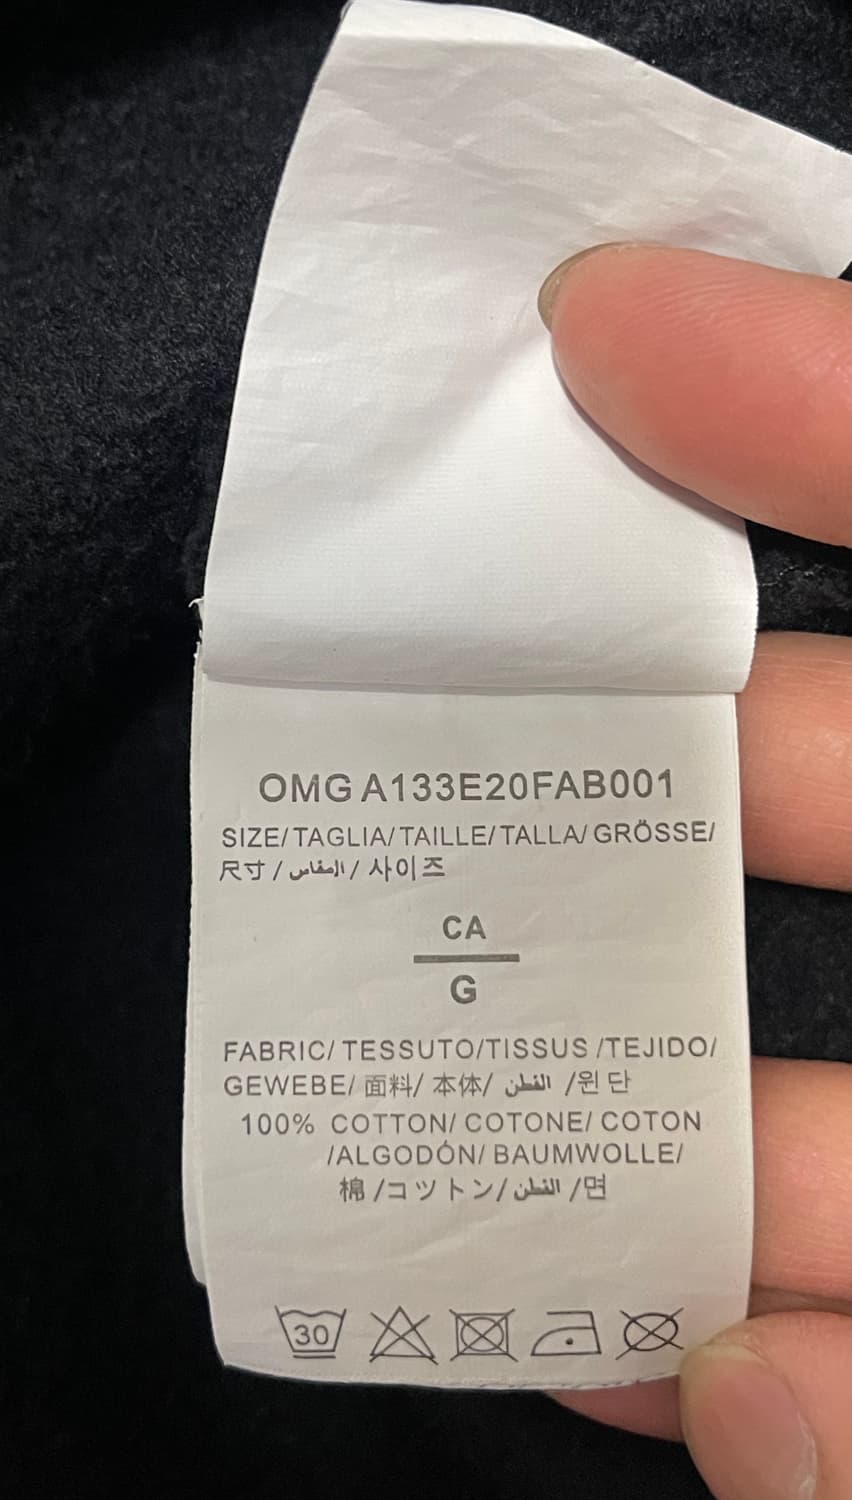 OMG A133E20FAB001
SIZE/TAGLIA/TAILLE/TALLA/GRÖSSE/
尺寸/المقاس/사이즈
CA
G
FABRIC/TESSUTO/TISSUS/TEJIDO/
GEWEBE/面料/本体/القطن/원단
100% COTTON/COTONE/COTON
/ALGODÓN/BAUMWOLLE/
棉/コットン/القطن/면
30